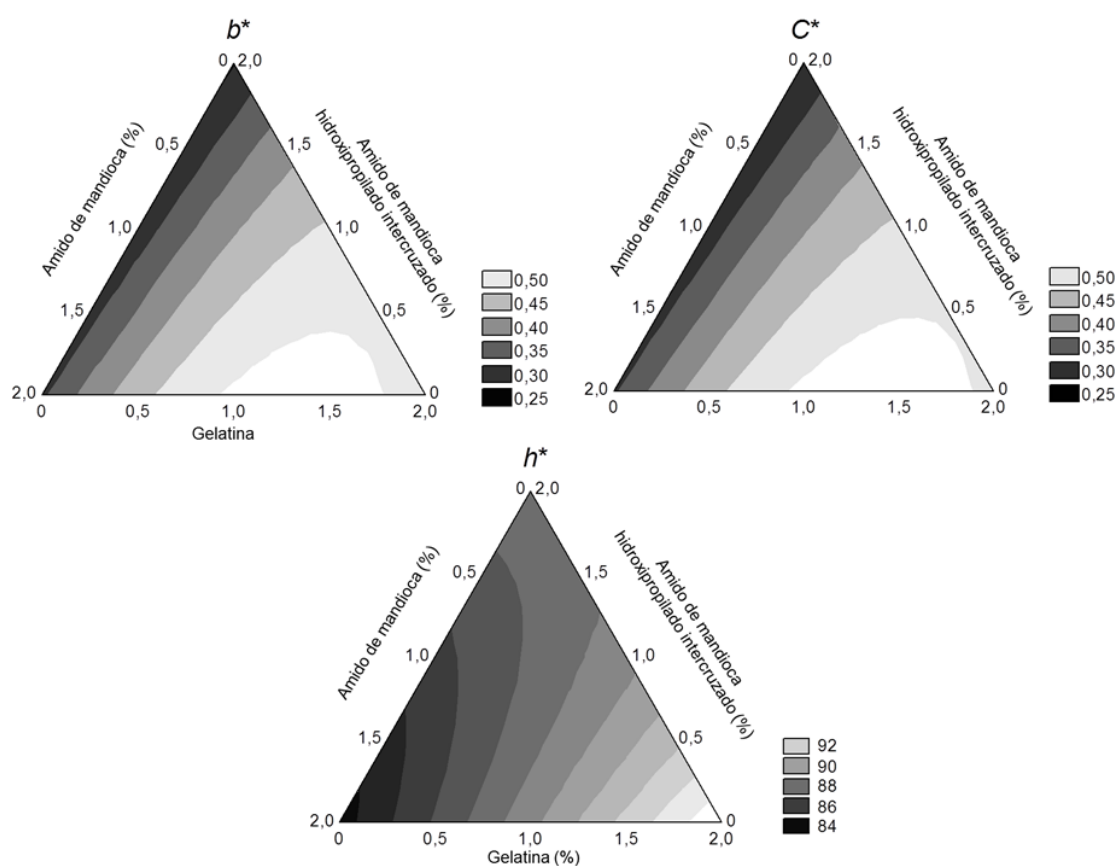 b*
0 2,0
0,5
1,0
1,5
2,0
Amido de mandioca (%)
Amido de mandioca
hidroxipropilado intercruzado (%)
1,5
1,0
0,5
0
0 0,5 1,0 1,5 2,0
Gelatina
0,50
0,45
0,40
0,35
0,30
0,25
C*
0 2,0
0,5
1,0
1,5
2,0
Amido de mandioca (%)
Amido de mandioca
hidroxipropilado intercruzado (%)
1,5
1,0
0,5
0
0 0,5 1,0 1,5 2,0
0,50
0,45
0,40
0,35
0,30
0,25
h*
0 2,0
0,5
1,0
1,5
2,0
Amido de mandioca (%)
Amido de mandioca
hidroxipropilado intercruzado (%)
1,5
1,0
0,5
0
0 0,5 1,0 1,5 2,0
Gelatina (%)
92
90
88
86
84